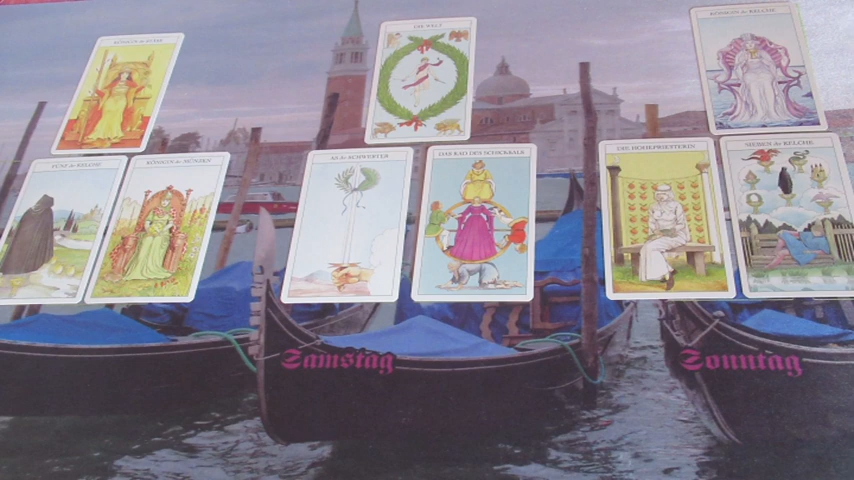 KÖNIGIN der STÄBE
DIE WELT
KÖNIGIN der KELCHE
FÜNF der KELCHE
KÖNIGIN der MÜNZEN
AS der SCHWERTER
DAS RAD DES SCHICKSALS
DIE HOHEPRIESTERIN
SIEBEN der KELCHE
Samstag
Sonntag